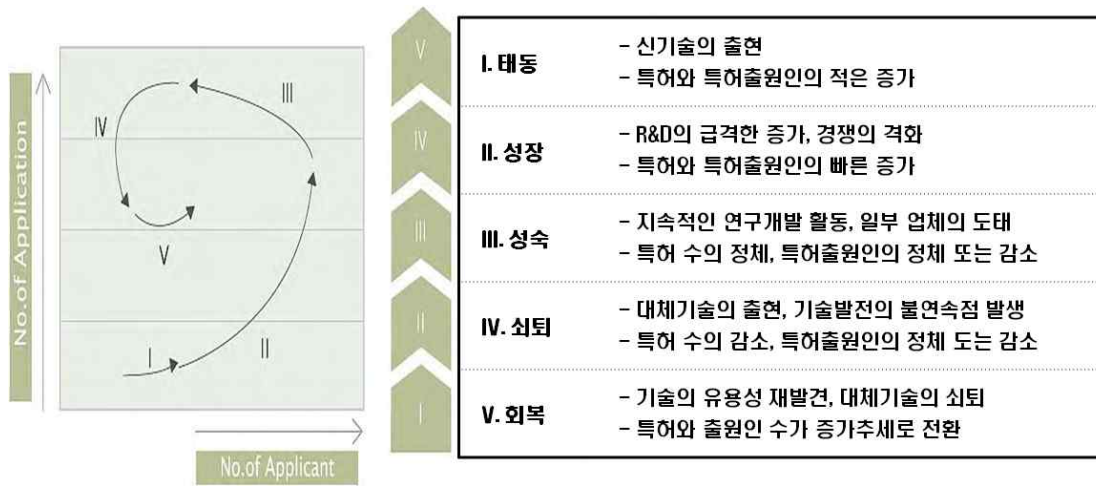 No.of Application
I
II
III
IV
V
No.of Applicant
V
IV
III
II
I
I. 태동
– 신기술의 출현
– 특허와 특허출원인의 적은 증가
II. 성장
– R&D의 급격한 증가, 경쟁의 격화
– 특허와 특허출원인의 빠른 증가
III. 성숙
– 지속적인 연구개발 활동, 일부 업체의 도태
– 특허 수의 정체, 특허출원인의 정체 또는 감소
IV. 쇠퇴
– 대체기술의 출현, 기술발전의 불연속점 발생
– 특허 수의 감소, 특허출원인의 정체 도는 감소
V. 회복
– 기술의 유용성 재발견, 대체기술의 쇠퇴
– 특허와 출원인 수가 증가추세로 전환